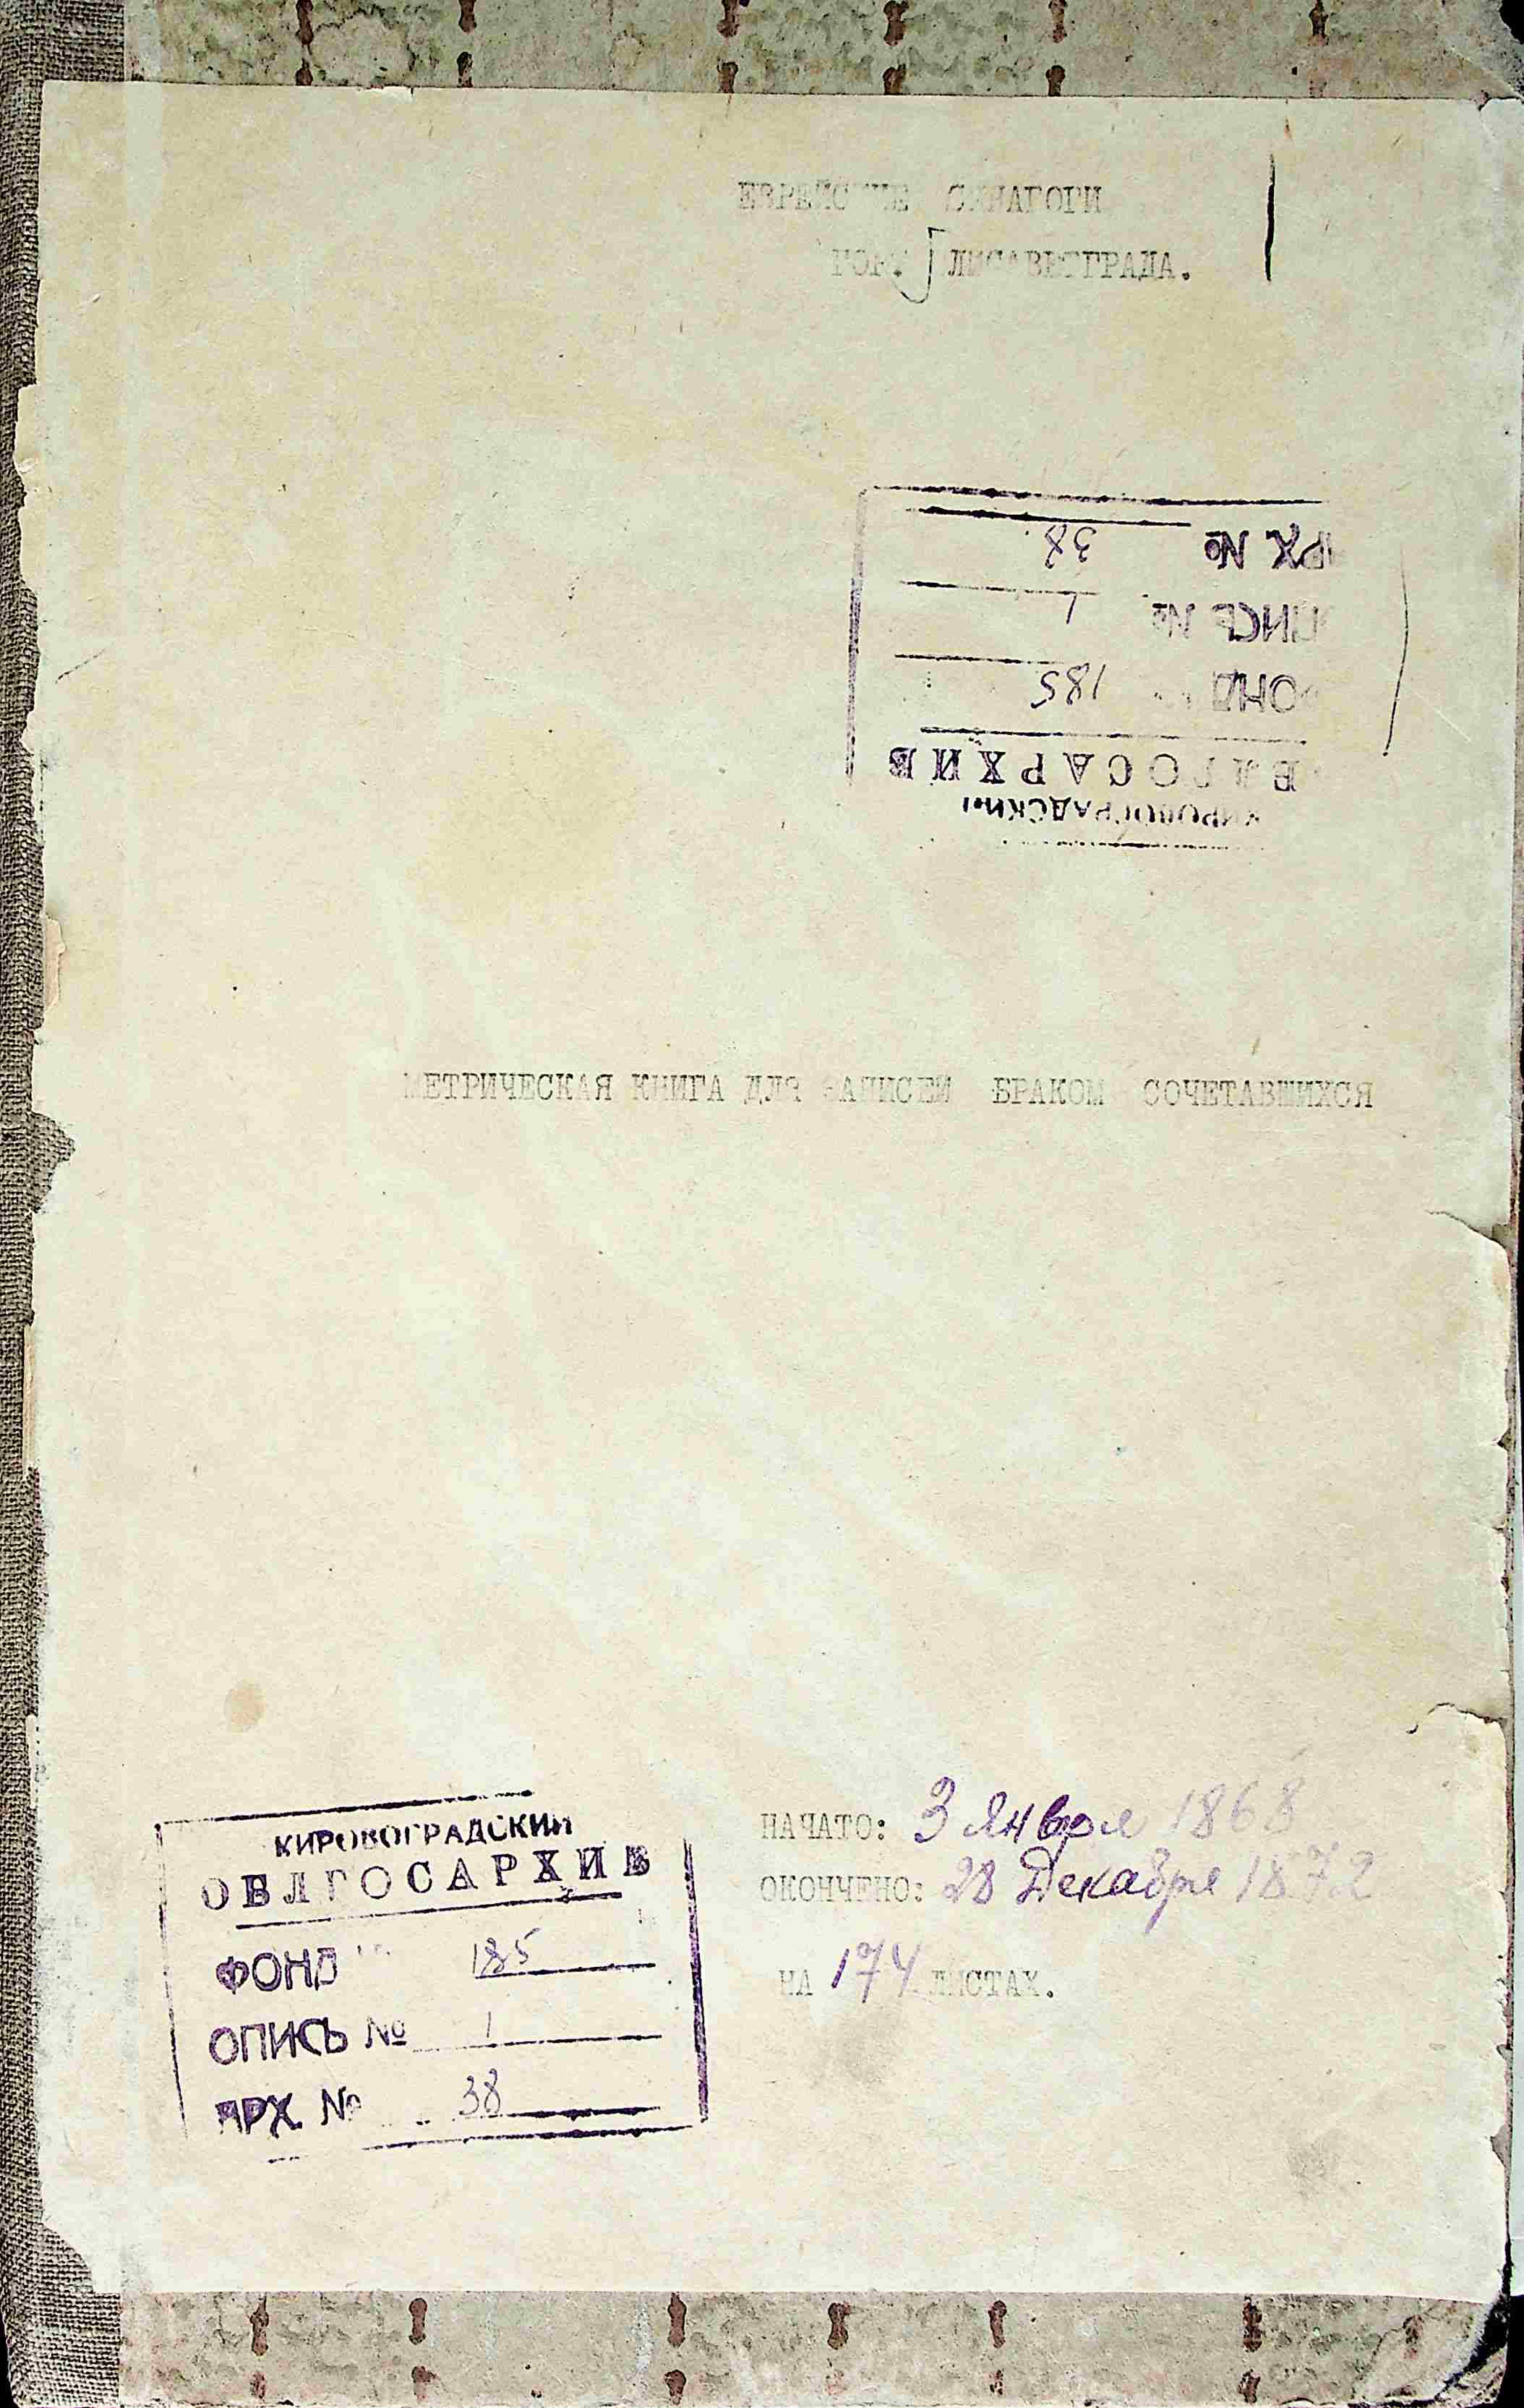 ЕВРЕЙСКИЕ СИНАГОГИ
ГОР. ЕЛИСАВЕТГРАДА.
АРХ. № 38
ОПИСЬ № 1
ФОНД 185
ОБЛГОСАРХИВ
КИРОВОГРАДСКИЙ
МЕТРИЧЕСКАЯ КНИГА ДЛЯ ЗАПИСЕЙ БРАКОМ СОЧЕТАВШИХСЯ
КИРОВОГРАДСКИЙ
ОБЛГОСАРХИВ
ФОНД 185
ОПИСЬ № 1
АРХ. № 38
НАЧАТО: 3 Января 1868
ОКОНЧЕНО: 28 Декабря 1872
НА 174 ЛИСТАХ.